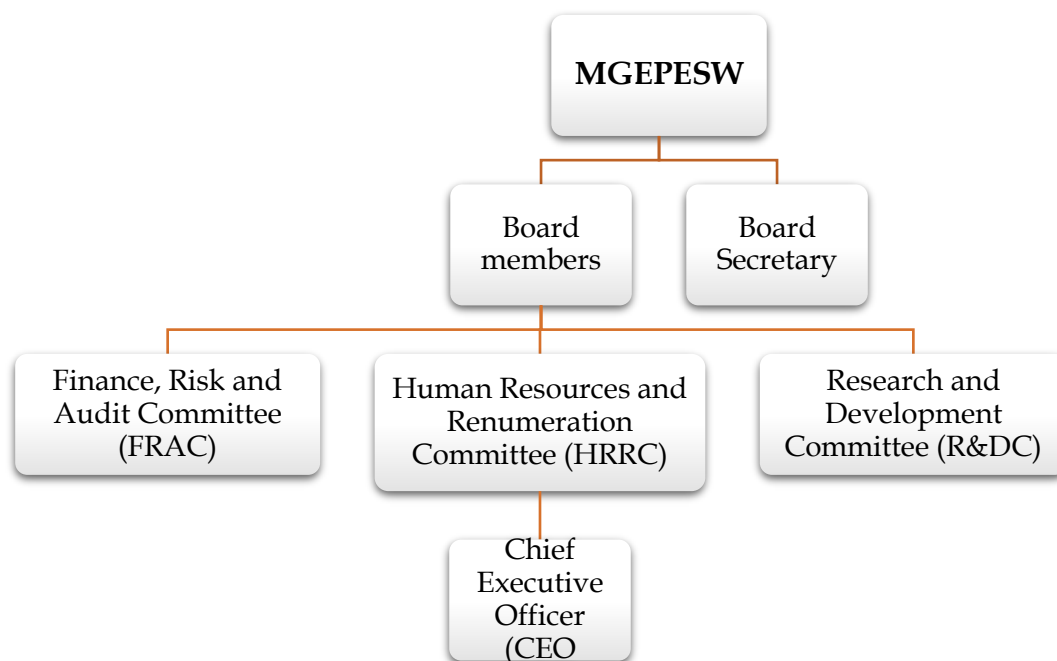 MGEPESW
Board
members
Board
Secretary
Finance, Risk and
Audit Committee
(FRAC)
Human Resources and
Renumeration
Committee (HRRC)
Research and
Development
Committee (R&DC)
Chief
Executive
Officer
(CEO